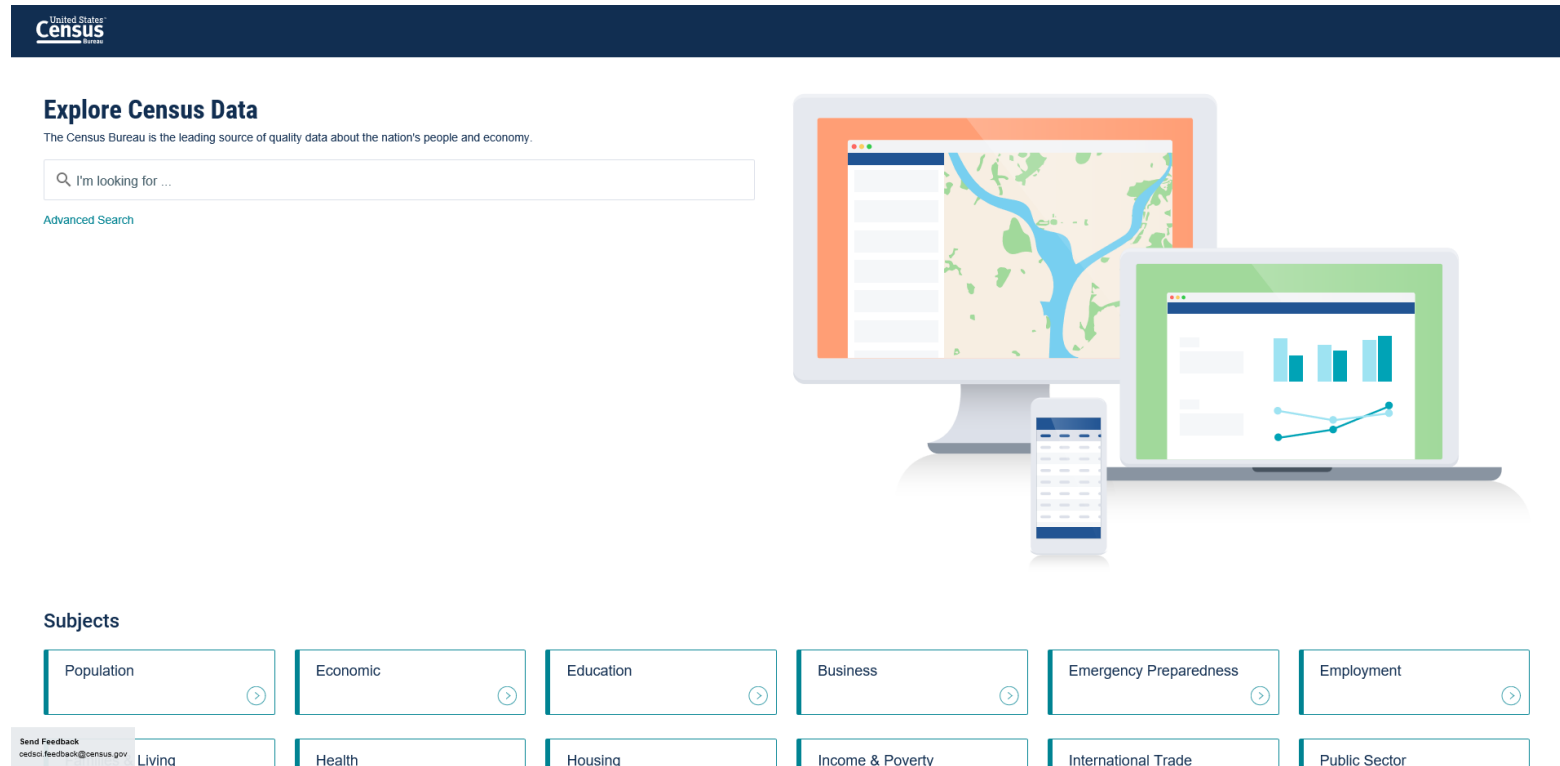 United States®
Census
Bureau
Explore Census Data
The Census Bureau is the leading source of quality data about the nation's people and economy.
I'm looking for ...
Advanced Search
Subjects
Population
Economic
Education
Business
Emergency Preparedness
Employment
Send Feedback
cedsci.feedback@census.gov
Living
Health
Housing
Income & Poverty
International Trade
Public Sector